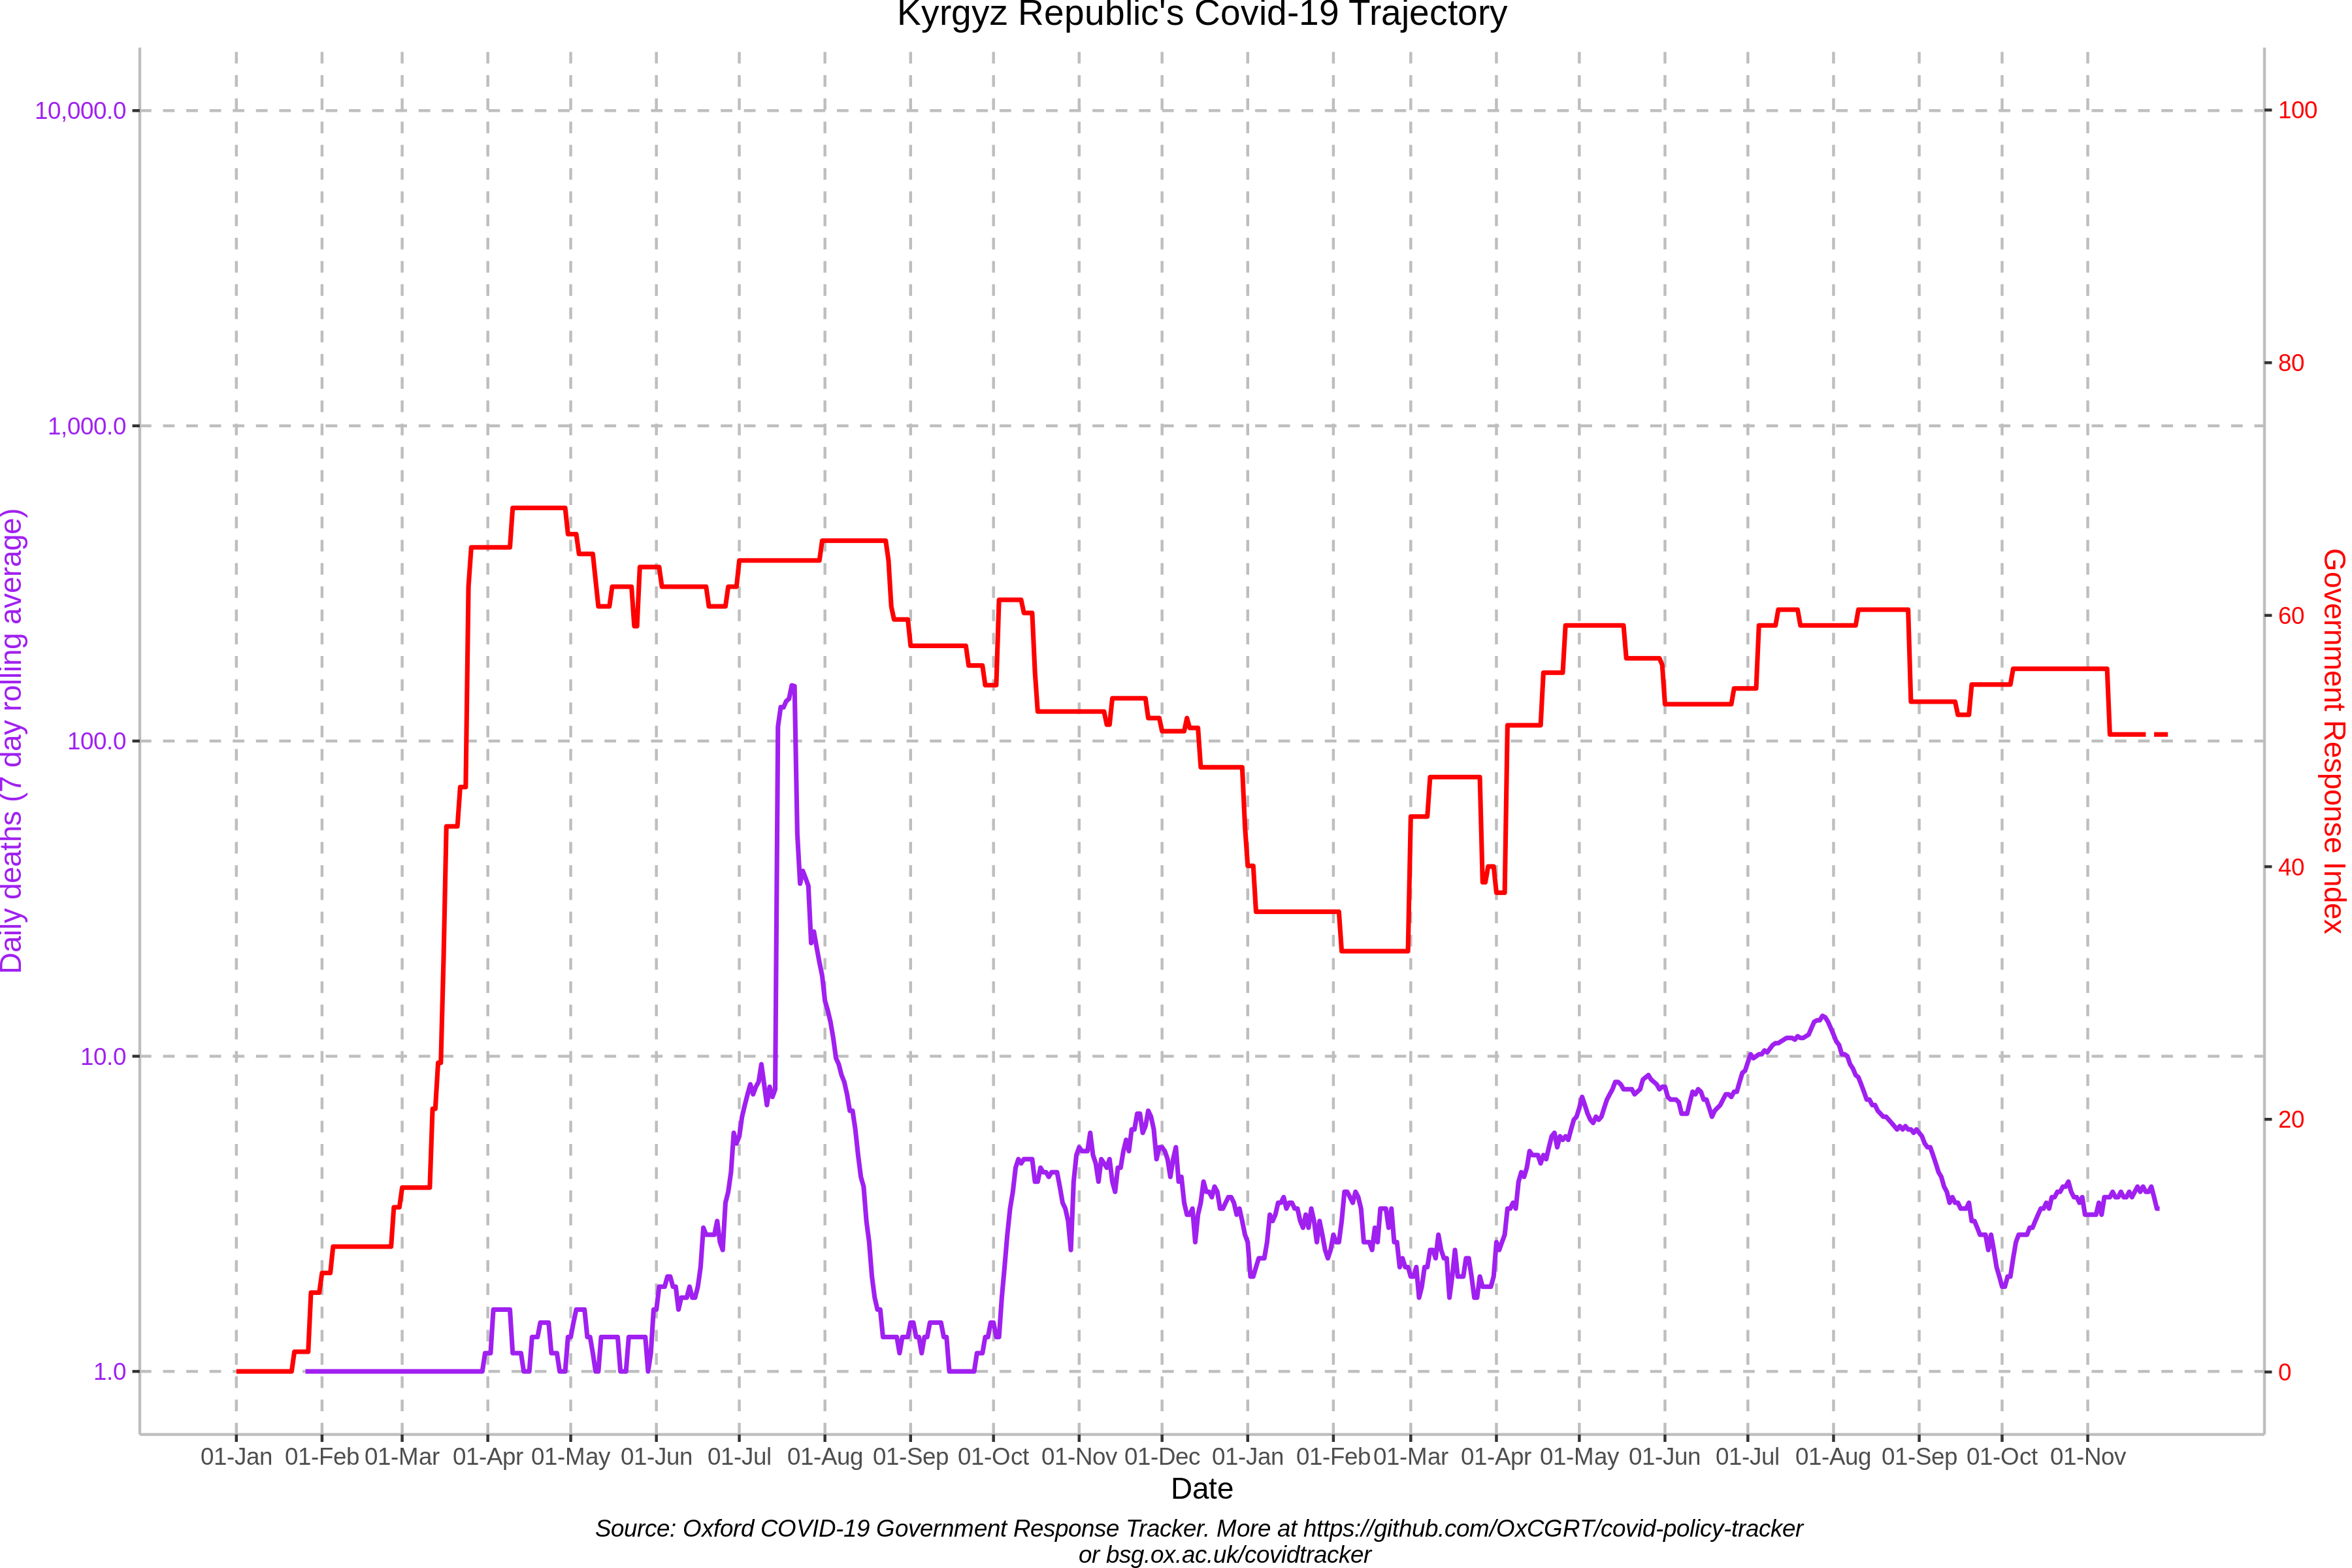 Kyrgyz Republic's Covid-19 Trajectory
10,000.0
1,000.0
100.0
10.0
1.0
Daily deaths (7 day rolling average)
100
80
60
40
20
0
Government Response Index
01-Jan 01-Feb 01-Mar 01-Apr 01-May 01-Jun 01-Jul 01-Aug 01-Sep 01-Oct 01-Nov 01-Dec 01-Jan 01-Feb 01-Mar 01-Apr 01-May 01-Jun 01-Jul 01-Aug 01-Sep 01-Oct 01-Nov
Date
Source: Oxford COVID-19 Government Response Tracker. More at https://github.com/OxCGRT/covid-policy-tracker
or bsg.ox.ac.uk/covidtracker